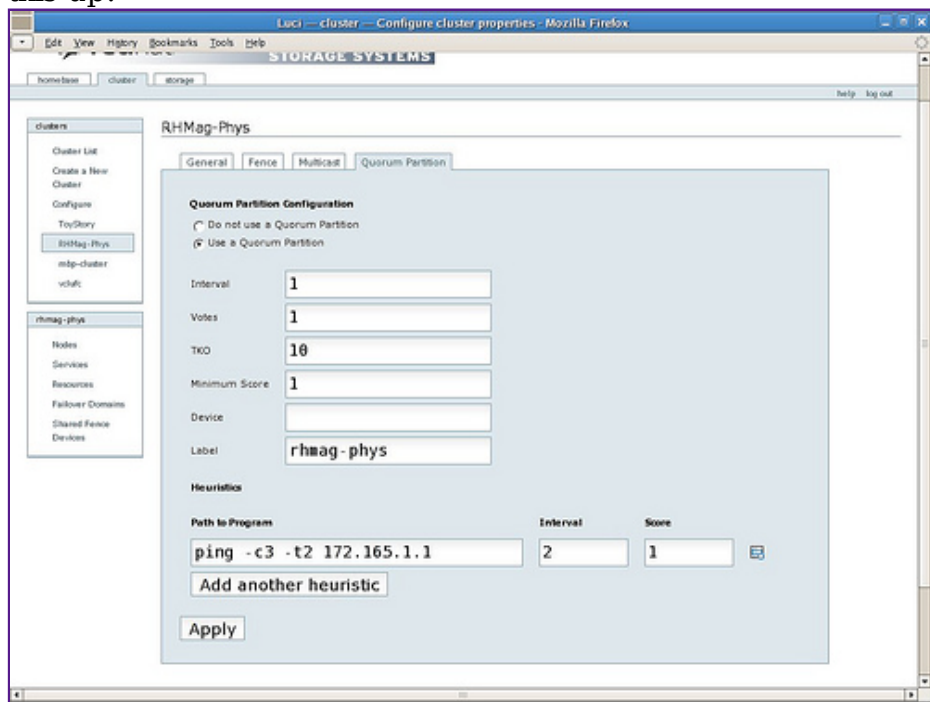 Luci — cluster — Configure cluster properties - Mozilla Firefox
Edit View History Bookmarks Tools Help
STORAGE SYSTEMS
homebase cluster storage
help log out
clusters
Cluster List
Create a New
Cluster
Configure
ToyStory
RHMag-Phys
mbp-cluster
vclufc
rhmag-phys
Nodes
Services
Resources
Failover Domains
Shared Fence
Devices
RHMag-Phys
General Fence Multicast Quorum Partition
Quorum Partition Configuration
Do not use a Quorum Partition
Use a Quorum Partition
Interval 1
Votes 1
TKO 10
Minimum Score 1
Device
Label rhmag-phys
Heuristics
Path to Program Interval Score
ping -c3 -t2 172.165.1.1 2 1
Add another heuristic
Apply